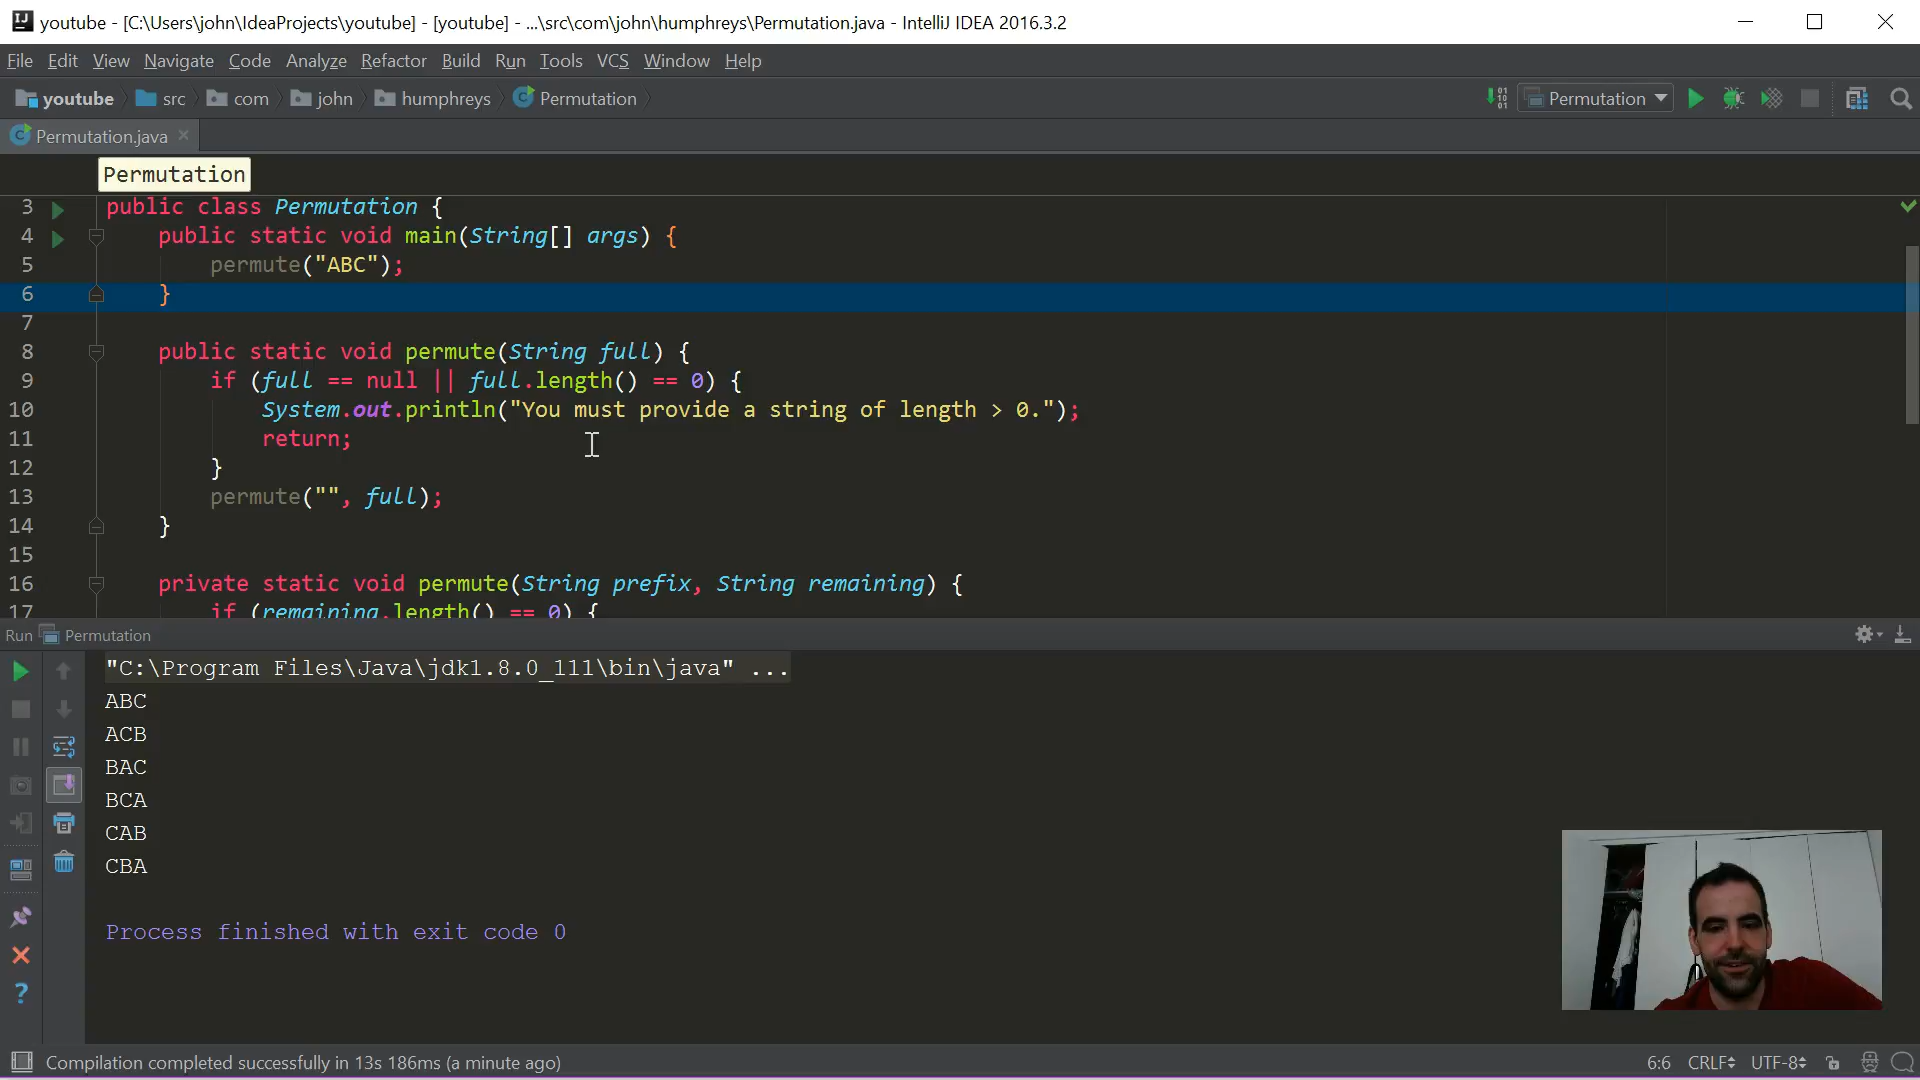 youtube - [C:\Users\john\IdeaProjects\youtube] - [youtube] - ...\src\com\john\humphreys\Permutation.java - IntelliJ IDEA 2016.3.2
File Edit View Navigate Code Analyze Refactor Build Run Tools VCS Window Help
youtube src com john humphreys Permutation Permutation
Permutation.java
Permutation
3 public class Permutation {
4 public static void main(String[] args) {
5 permute("ABC");
6 }
7
8 public static void permute(String full) {
9 if (full == null || full.length() == 0) {
10 System.out.println("You must provide a string of length > 0.");
11 return;
12 }
13 permute("", full);
14 }
15
16 private static void permute(String prefix, String remaining) {
17 if (remaining.length() == 0) {
Run Permutation
"C:\Program Files\Java\jdk1.8.0_111\bin\java" ...
ABC
ACB
BAC
BCA
CAB
CBA
Process finished with exit code 0
Compilation completed successfully in 13s 186ms (a minute ago) 6:6 CRLF UTF-8